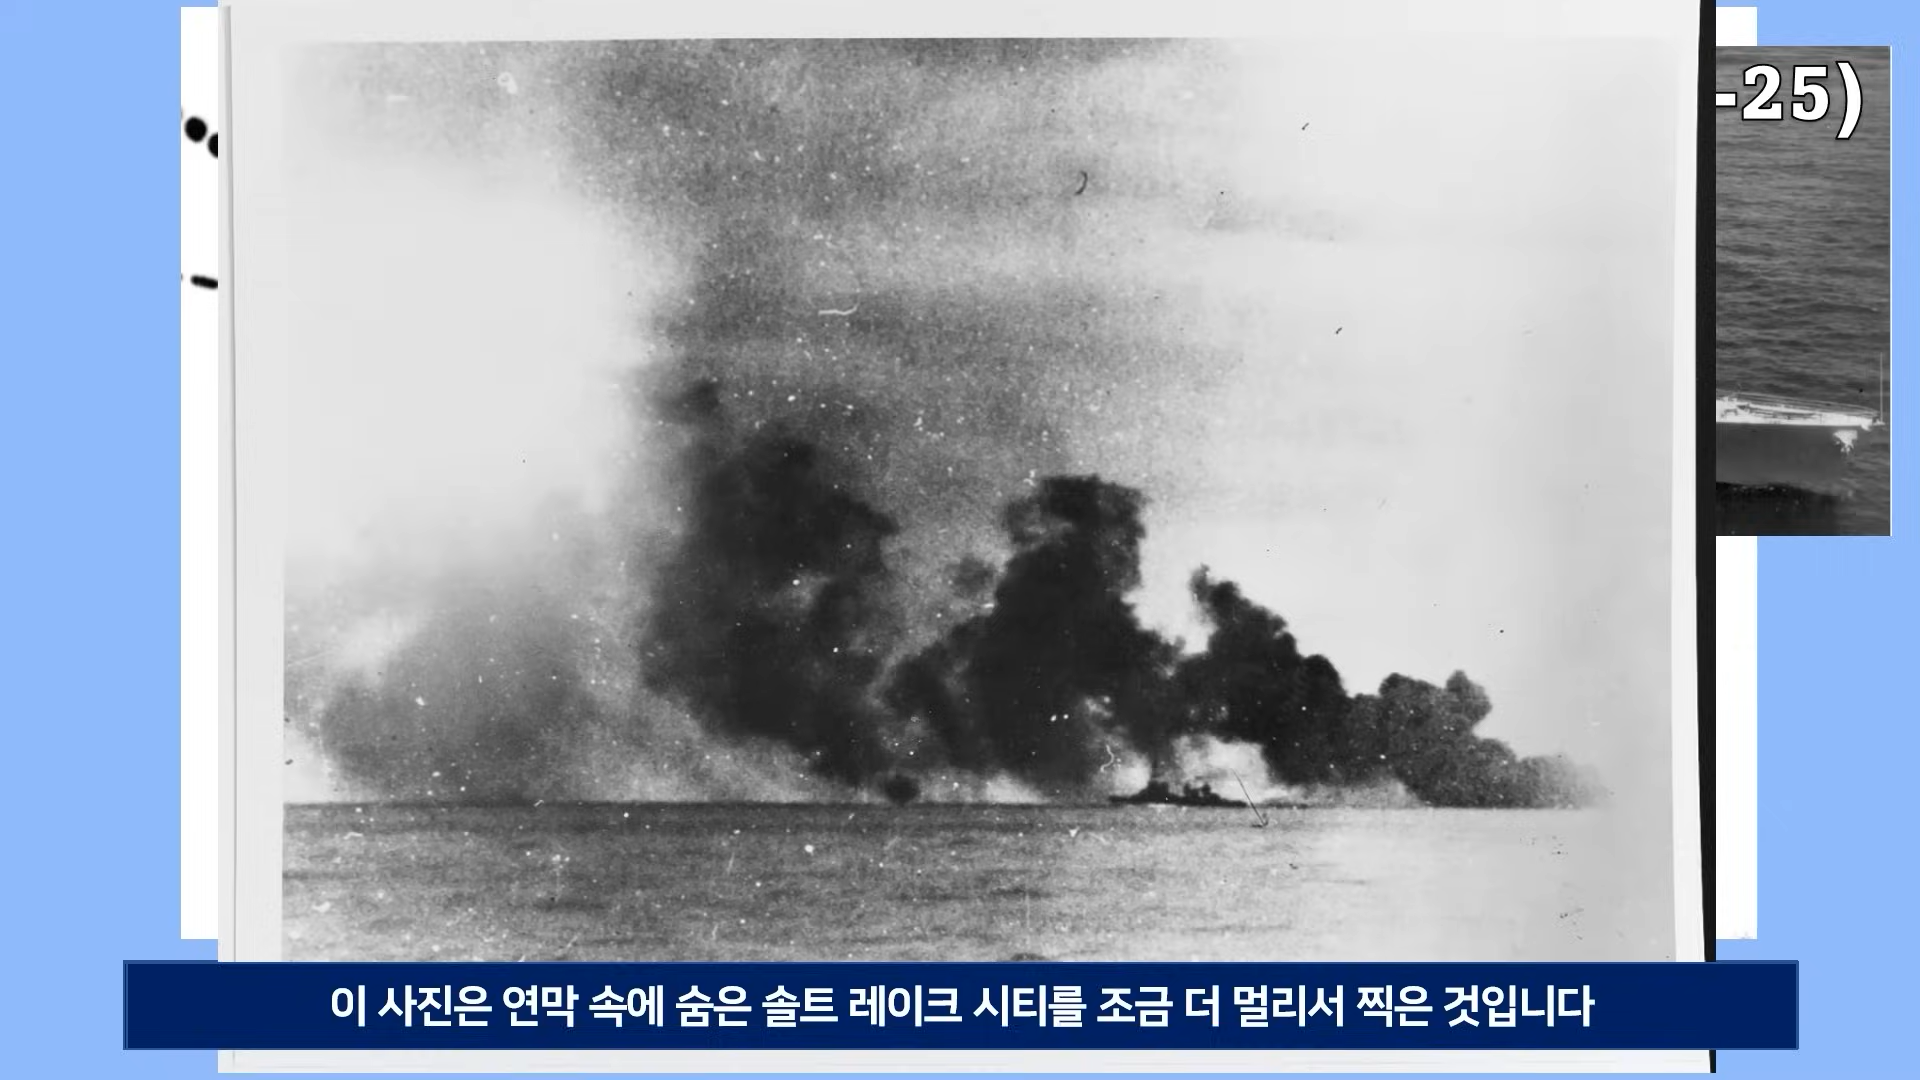 -25)
이 사진은 연막 속에 숨은 솔트 레이크 시티를 조금 더 멀리서 찍은 것입니다